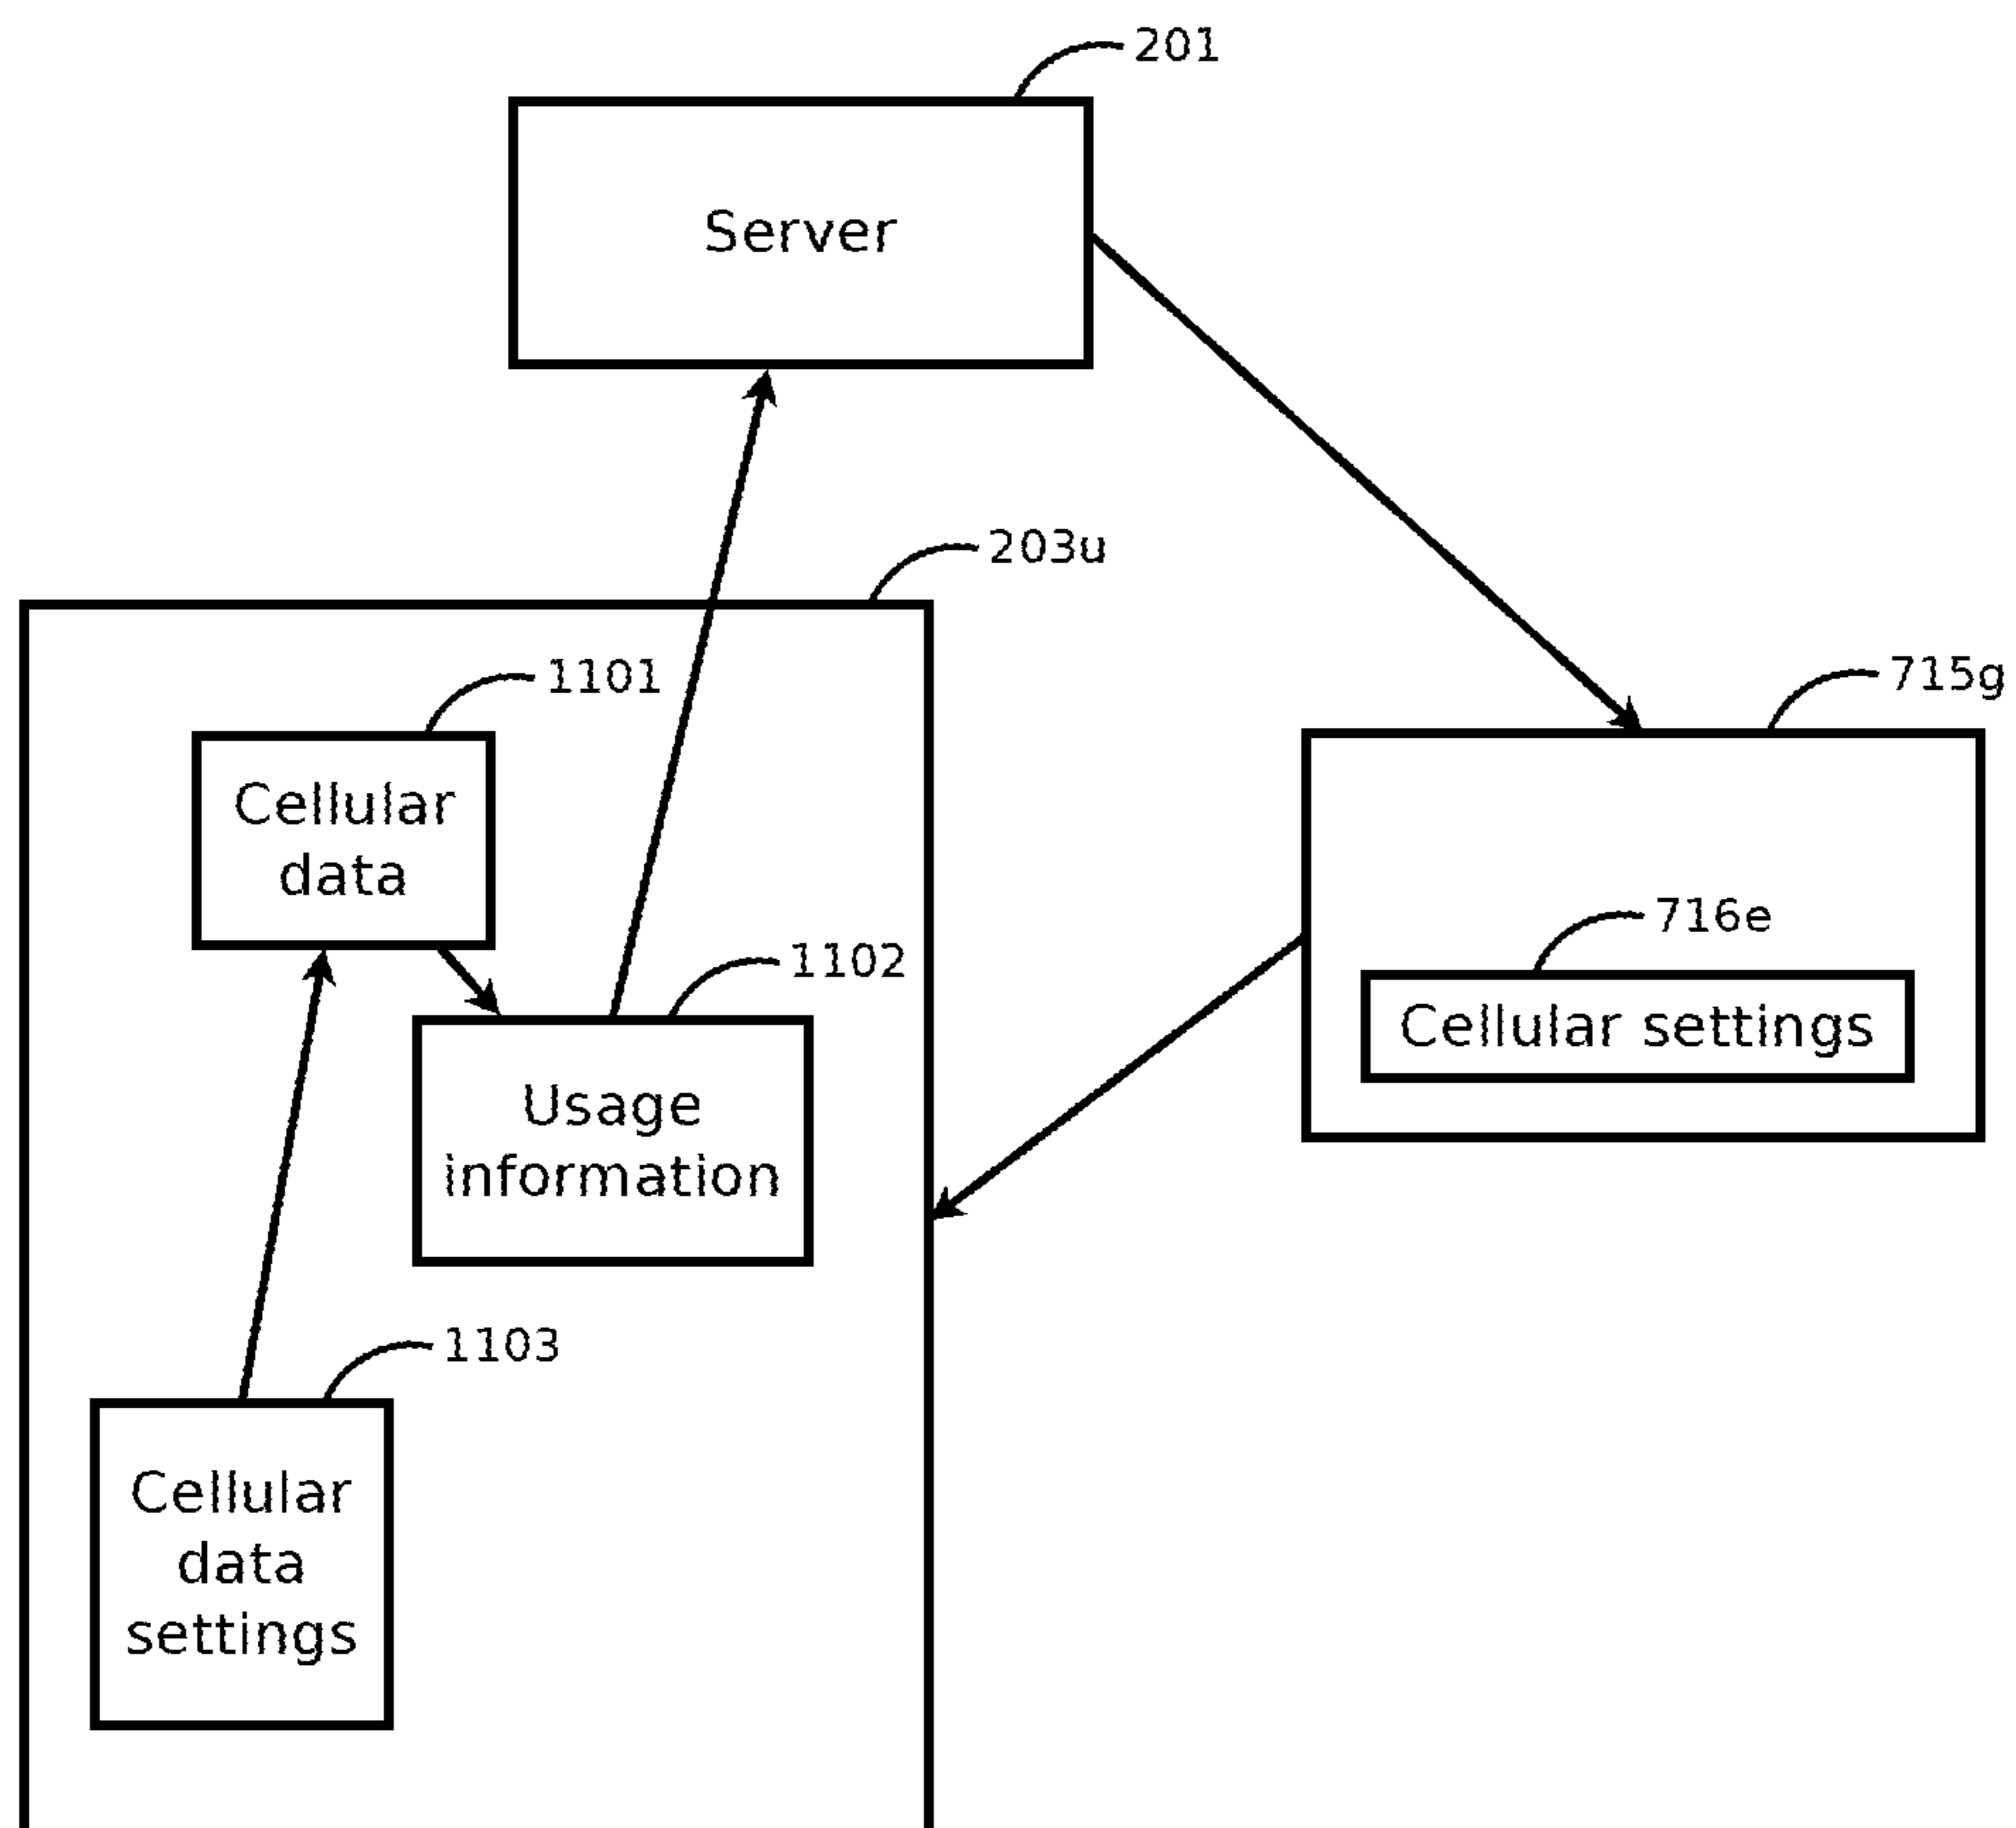 201
Server
203u
1101
715g
Cellular
data
716e
1102
Cellular settings
Usage
information
1103
Cellular
data
settings